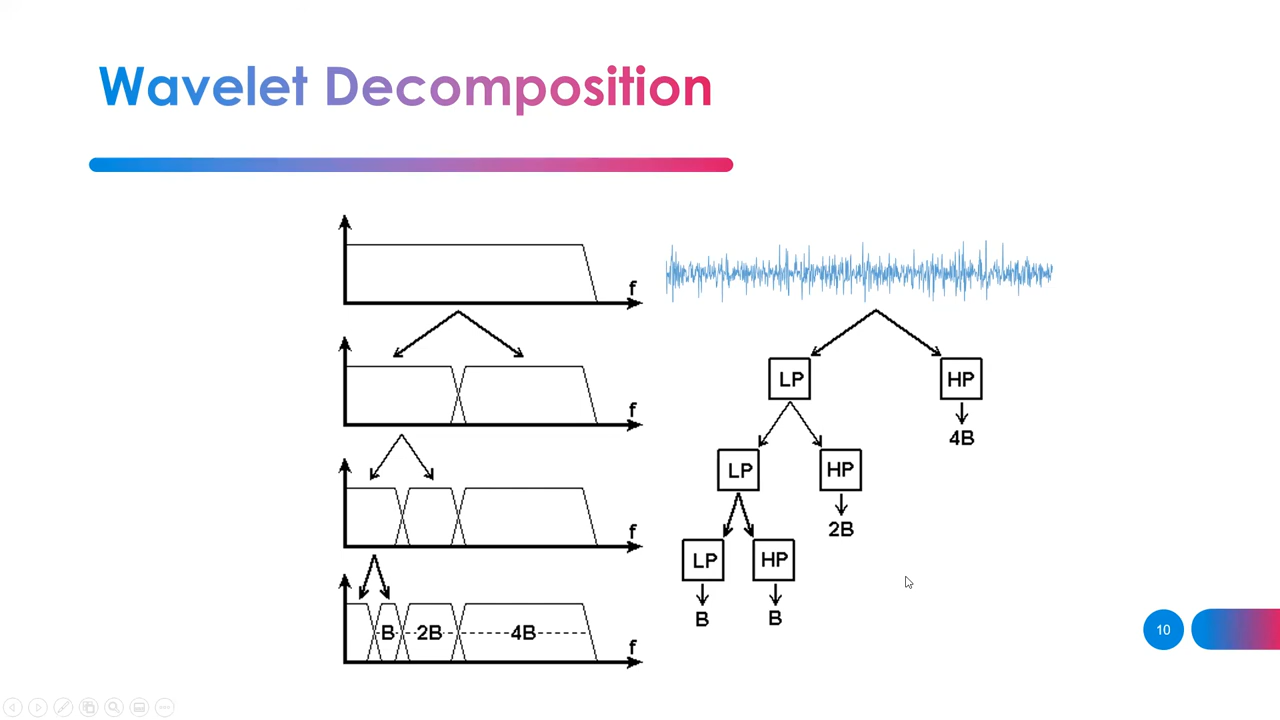 Wavelet Decomposition
f
f
LP HP
4B
LP HP
f
2B
LP HP
B B
B 2B 4B
f
10